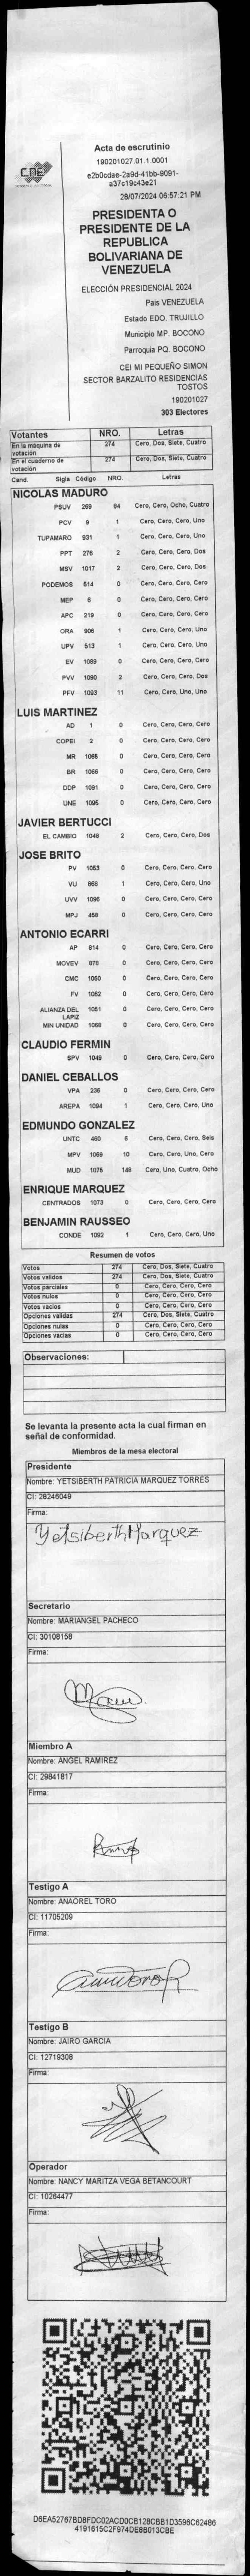 CNE
Acta de escrutinio
190201027.01.1.0001
e2b0cdae-2a9d-41bb-9091-
a37c19c43e21
28/07/2024 06:57:21 PM
PRESIDENTA O
PRESIDENTE DE LA
REPUBLICA
BOLIVARIANA DE
VENEZUELA
ELECCIÓN PRESIDENCIAL 2024
Pais VENEZUELA
Estado EDO. TRUJILLO
Municipio MP. BOCONO
Parroquia PQ. BOCONO
CEI MI PEQUEÑO SIMON
SECTOR BARZALITO RESIDENCIAS
TOSTOS
190201027
303 Electores
Votantes NRO. Letras
En la máquina de votación 274 Cero, Dos, Siete, Cuatro
En el cuaderno de votación 274 Cero, Dos, Siete, Cuatro
Cand. Sigla Código NRO. Letras
NICOLAS MADURO
PSUV 269 84 Cero, Cero, Ocho, Cuatro
PCV 9 1 Cero, Cero, Cero, Uno
TUPAMARO 931 1 Cero, Cero, Cero, Uno
PPT 276 2 Cero, Cero, Cero, Dos
MSV 1017 2 Cero, Cero, Cero, Dos
PODEMOS 514 0 Cero, Cero, Cero, Cero
MEP 6 0 Cero, Cero, Cero, Cero
APC 219 0 Cero, Cero, Cero, Cero
ORA 906 1 Cero, Cero, Cero, Uno
UPV 513 1 Cero, Cero, Cero, Uno
EV 1089 0 Cero, Cero, Cero, Cero
PVV 1090 2 Cero, Cero, Cero, Dos
PFV 1093 11 Cero, Cero, Uno, Uno
LUIS MARTINEZ
AD 1 0 Cero, Cero, Cero, Cero
COPEI 2 0 Cero, Cero, Cero, Cero
MR 1065 0 Cero, Cero, Cero, Cero
BR 1066 0 Cero, Cero, Cero, Cero
DDP 1091 0 Cero, Cero, Cero, Cero
UNE 1095 0 Cero, Cero, Cero, Cero
JAVIER BERTUCCI
EL CAMBIO 1048 2 Cero, Cero, Cero, Dos
JOSE BRITO
PV 1053 0 Cero, Cero, Cero, Cero
VU 868 1 Cero, Cero, Cero, Uno
UVV 1096 0 Cero, Cero, Cero, Cero
MPJ 458 0 Cero, Cero, Cero, Cero
ANTONIO ECARRI
AP 814 0 Cero, Cero, Cero, Cero
MOVEV 878 0 Cero, Cero, Cero, Cero
CMC 1050 0 Cero, Cero, Cero, Cero
FV 1052 0 Cero, Cero, Cero, Cero
ALIANZA DEL LAPIZ 1051 0 Cero, Cero, Cero, Cero
MIN UNIDAD 1068 0 Cero, Cero, Cero, Cero
CLAUDIO FERMIN
SPV 1049 0 Cero, Cero, Cero, Cero
DANIEL CEBALLOS
VPA 236 0 Cero, Cero, Cero, Cero
AREPA 1094 1 Cero, Cero, Cero, Uno
EDMUNDO GONZALEZ
UNTC 460 6 Cero, Cero, Cero, Seis
MPV 1069 10 Cero, Cero, Uno, Cero
MUD 1075 148 Cero, Uno, Cuatro, Ocho
ENRIQUE MARQUEZ
CENTRADOS 1073 0 Cero, Cero, Cero, Cero
BENJAMIN RAUSSEO
CONDE 1092 1 Cero, Cero, Cero, Uno
Resumen de votos
Votos 274 Cero, Dos, Siete, Cuatro
Votos validos 274 Cero, Dos, Siete, Cuatro
Votos parciales 0 Cero, Cero, Cero, Cero
Votos nulos 0 Cero, Cero, Cero, Cero
Votos vacios 0 Cero, Cero, Cero, Cero
Opciones validas 274 Cero, Dos, Siete, Cuatro
Opciones nulas 0 Cero, Cero, Cero, Cero
Opciones vacias 0 Cero, Cero, Cero, Cero
Observaciones:
Se levanta la presente acta la cual firman en
señal de conformidad.
Miembros de la mesa electoral
Presidente
Nombre: YETSIBERTH PATRICIA MARQUEZ TORRES
CI: 28246049
Firma:
Yetsiberth Marquez
Secretario
Nombre: MARIANGEL PACHECO
CI: 30108158
Firma:
Miembro A
Nombre: ANGEL RAMIREZ
CI: 29841817
Firma:
Testigo A
Nombre: ANAOREL TORO
CI: 11705209
Firma:
Testigo B
Nombre: JAIRO GARCIA
CI: 12719308
Firma:
Operador
Nombre: NANCY MARITZA VEGA BETANCOURT
CI: 10264477
Firma:
D6EA52767BD8FDC02ACD0CB128CBB1D3596C62486
4191615C2F974DE8B013CBE